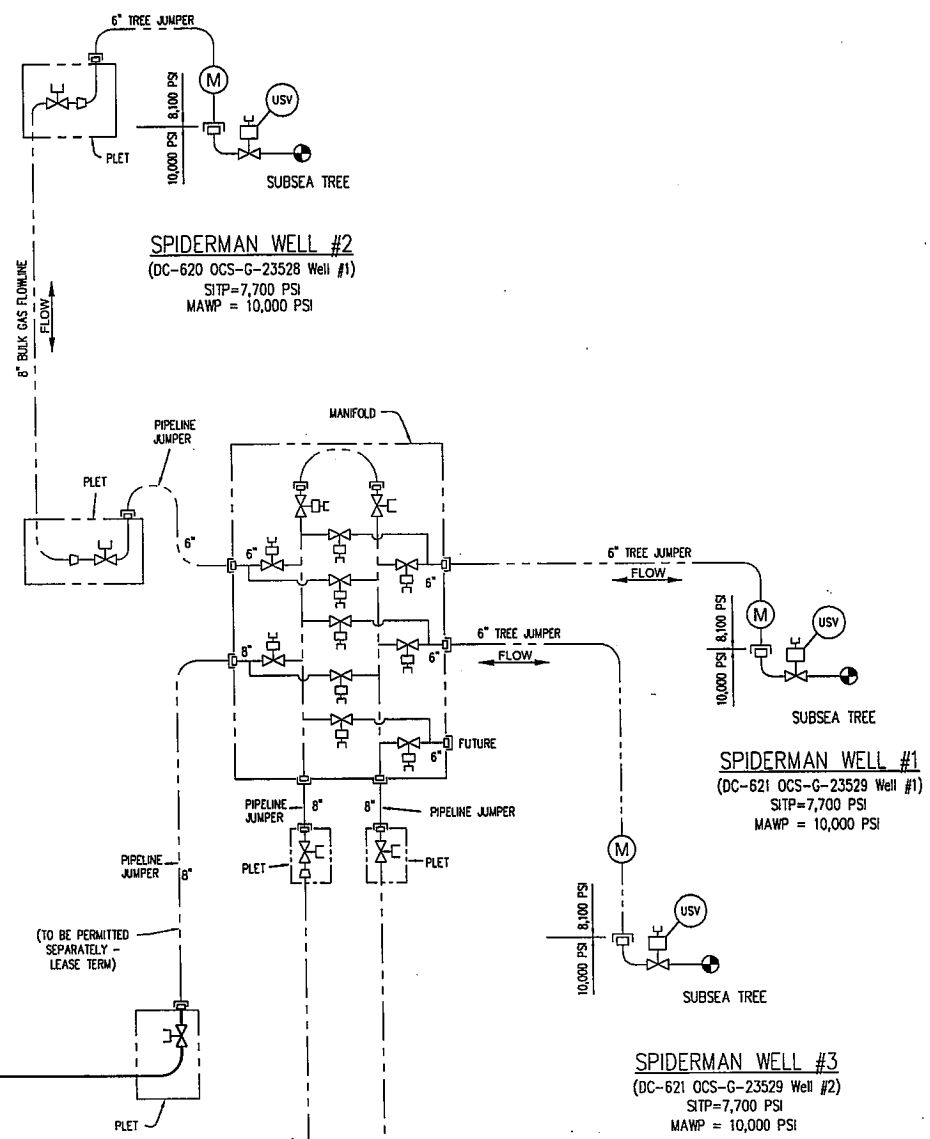 6" TREE JUMPER
M
8,100 PSI
10,000 PSI
USV
PLET
SUBSEA TREE
SPIDERMAN WELL #2
(DC-620 OCS-G-23528 Well #1)
SITP=7,700 PSI
MAWP = 10,000 PSI
8" BULK GAS FLOWLINE
FLOW
PIPELINE
JUMPER
MANIFOLD
PLET
6"
6"
6"
6" TREE JUMPER
FLOW
M
8,100 PSI
10,000 PSI
USV
SUBSEA TREE
SPIDERMAN WELL #1
(DC-621 OCS-G-23529 Well #1)
SITP=7,700 PSI
MAWP = 10,000 PSI
8"
6"
6" TREE JUMPER
FLOW
6"
FUTURE
PIPELINE
JUMPER
8"
8"
PIPELINE JUMPER
PLET
PLET
PIPELINE
JUMPER
8"
(TO BE PERMITTED
SEPARATELY -
LEASE TERM)
PLET
M
8,100 PSI
10,000 PSI
USV
SUBSEA TREE
SPIDERMAN WELL #3
(DC-621 OCS-G-23529 Well #2)
SITP=7,700 PSI
MAWP = 10,000 PSI